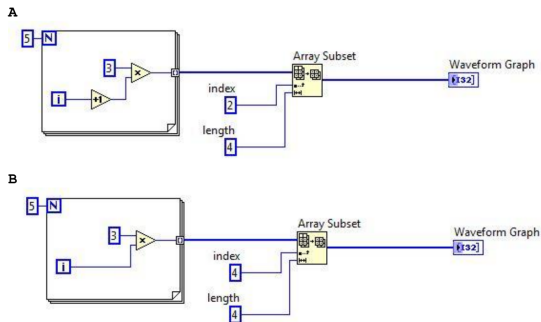 A
5 N
3
i +1
Array Subset
index
2
length
4
Waveform Graph
I32
B
5 N
3
i
Array Subset
index
4
length
4
Waveform Graph
I32